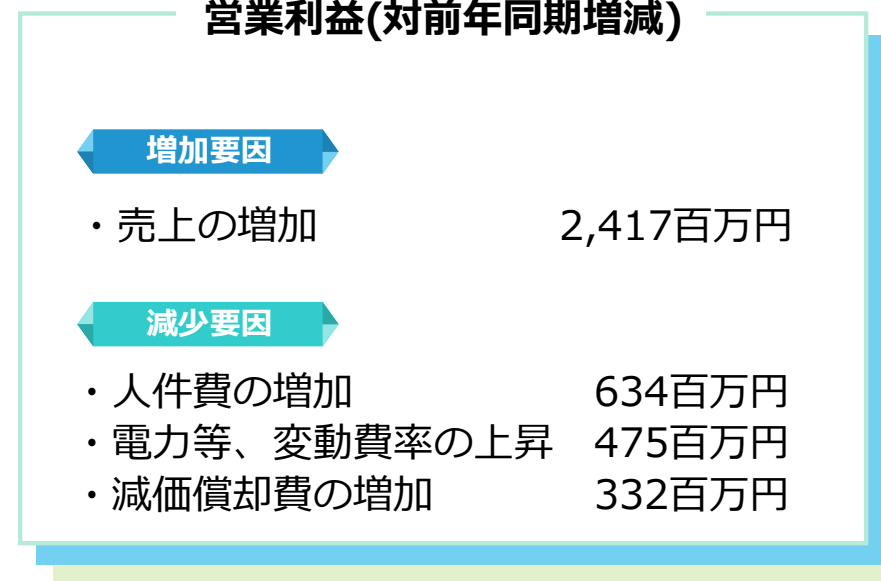 営業利益(対前年同期増減)
増加要因
・売上の増加 2,417百万円
減少要因
・人件費の増加 634百万円
・電力等、変動費率の上昇 475百万円
・減価償却費の増加 332百万円